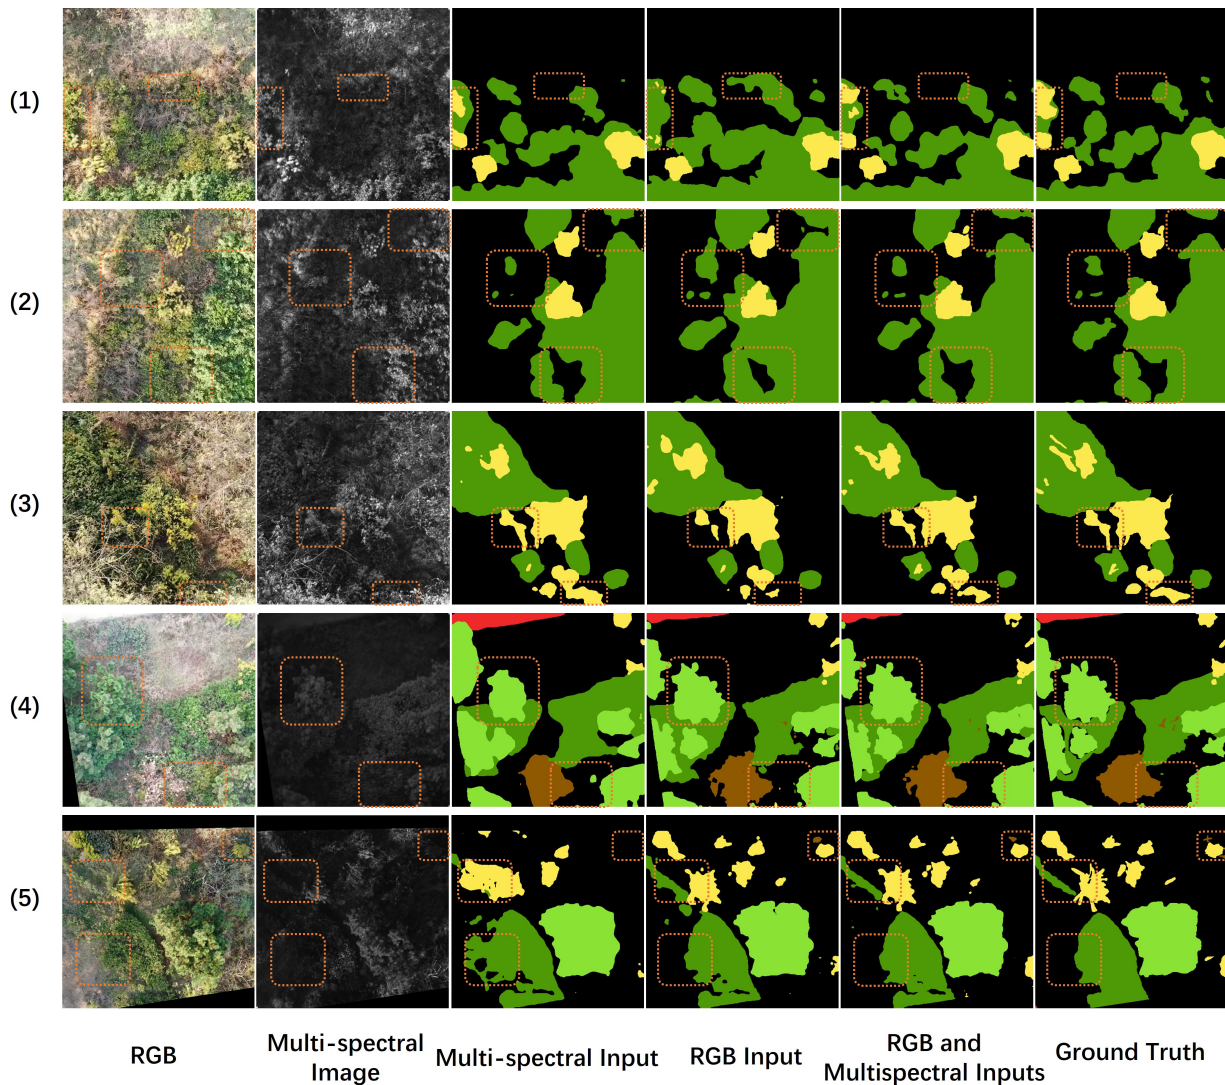 (1)
(2)
(3)
(4)
(5)
RGB
Multi-spectral
Image
Multi-spectral Input
RGB Input
RGB and
Multispectral Inputs
Ground Truth